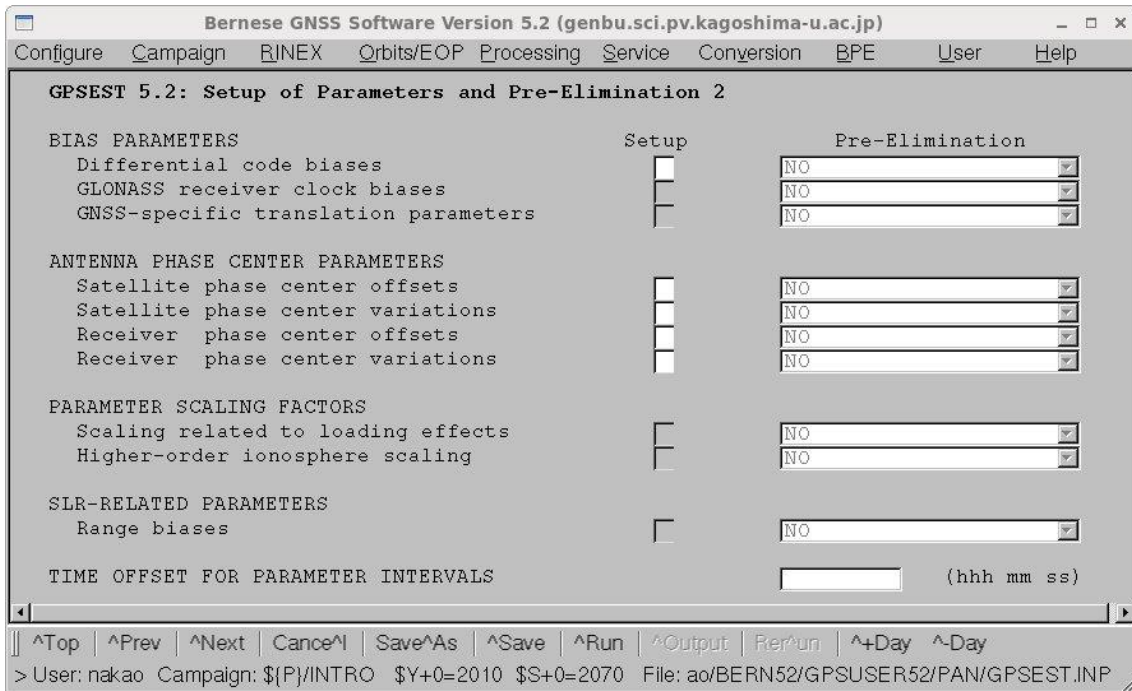 Bernese GNSS Software Version 5.2 (genbu.sci.pv.kagoshima-u.ac.jp)
Configure Campaign RINEX Orbits/EOP Processing Service Conversion BPE User Help
GPSEST 5.2: Setup of Parameters and Pre-Elimination 2
BIAS PARAMETERS Setup Pre-Elimination
Differential code biases NO
GLONASS receiver clock biases NO
GNSS-specific translation parameters NO
ANTENNA PHASE CENTER PARAMETERS
Satellite phase center offsets NO
Satellite phase center variations NO
Receiver phase center offsets NO
Receiver phase center variations NO
PARAMETER SCALING FACTORS
Scaling related to loading effects NO
Higher-order ionosphere scaling NO
SLR-RELATED PARAMETERS
Range biases NO
TIME OFFSET FOR PARAMETER INTERVALS (hhh mm ss)
^Top | ^Prev | ^Next | Cance^l | Save^As | ^Save | ^Run | ^Output | Rer^un | ^+Day ^-Day
> User: nakao Campaign: ${P}/INTRO $Y+0=2010 $S+0=2070 File: ao/BERN52/GPSUSER52/PAN/GPSEST.INP